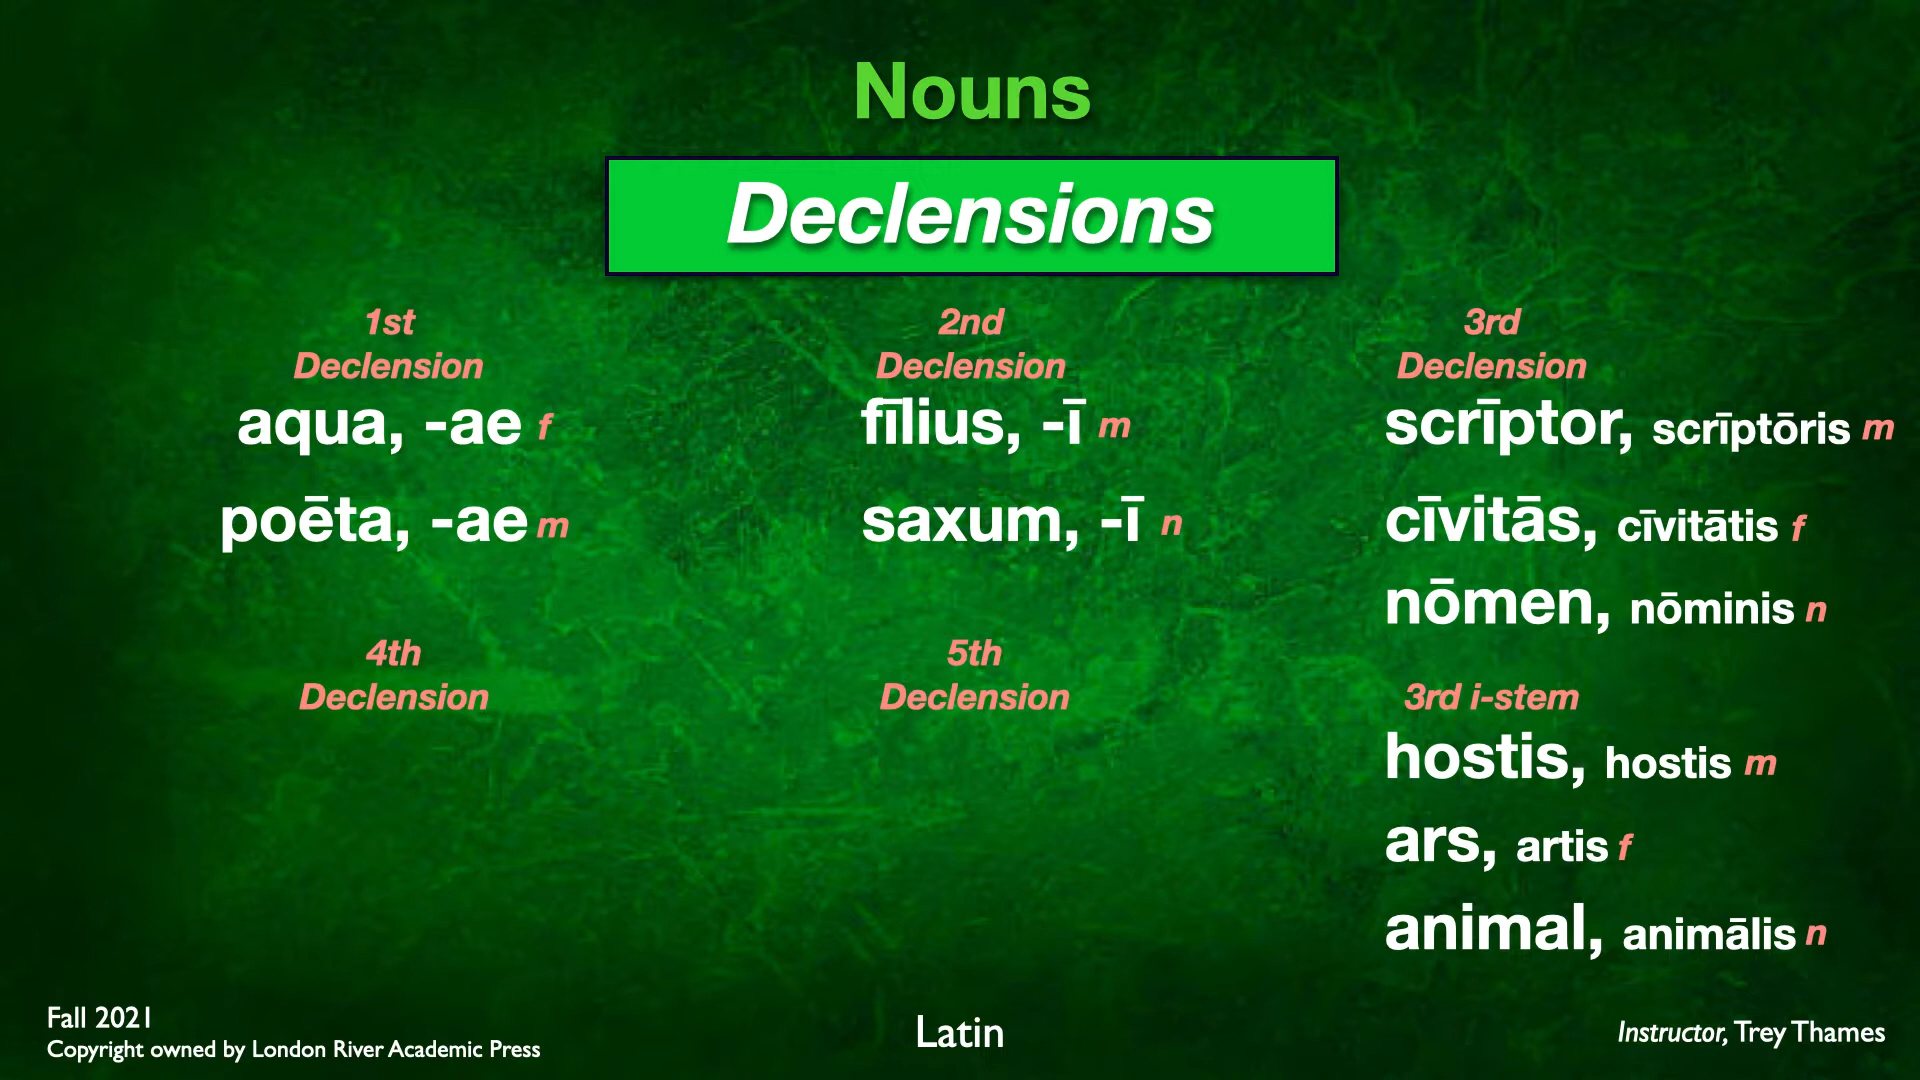 Nouns
Declensions
1st
Declension
aqua, -ae f
poēta, -ae m
2nd
Declension
fīlius, -ī m
saxum, -ī n
3rd
Declension
scrīptor, scrīptōris m
cīvitās, cīvitātis f
nōmen, nōminis n
4th
Declension
5th
Declension
3rd i-stem
hostis, hostis m
ars, artis f
animal, animālis n
Fall 2021
Copyright owned by London River Academic Press
Latin
Instructor, Trey Thames